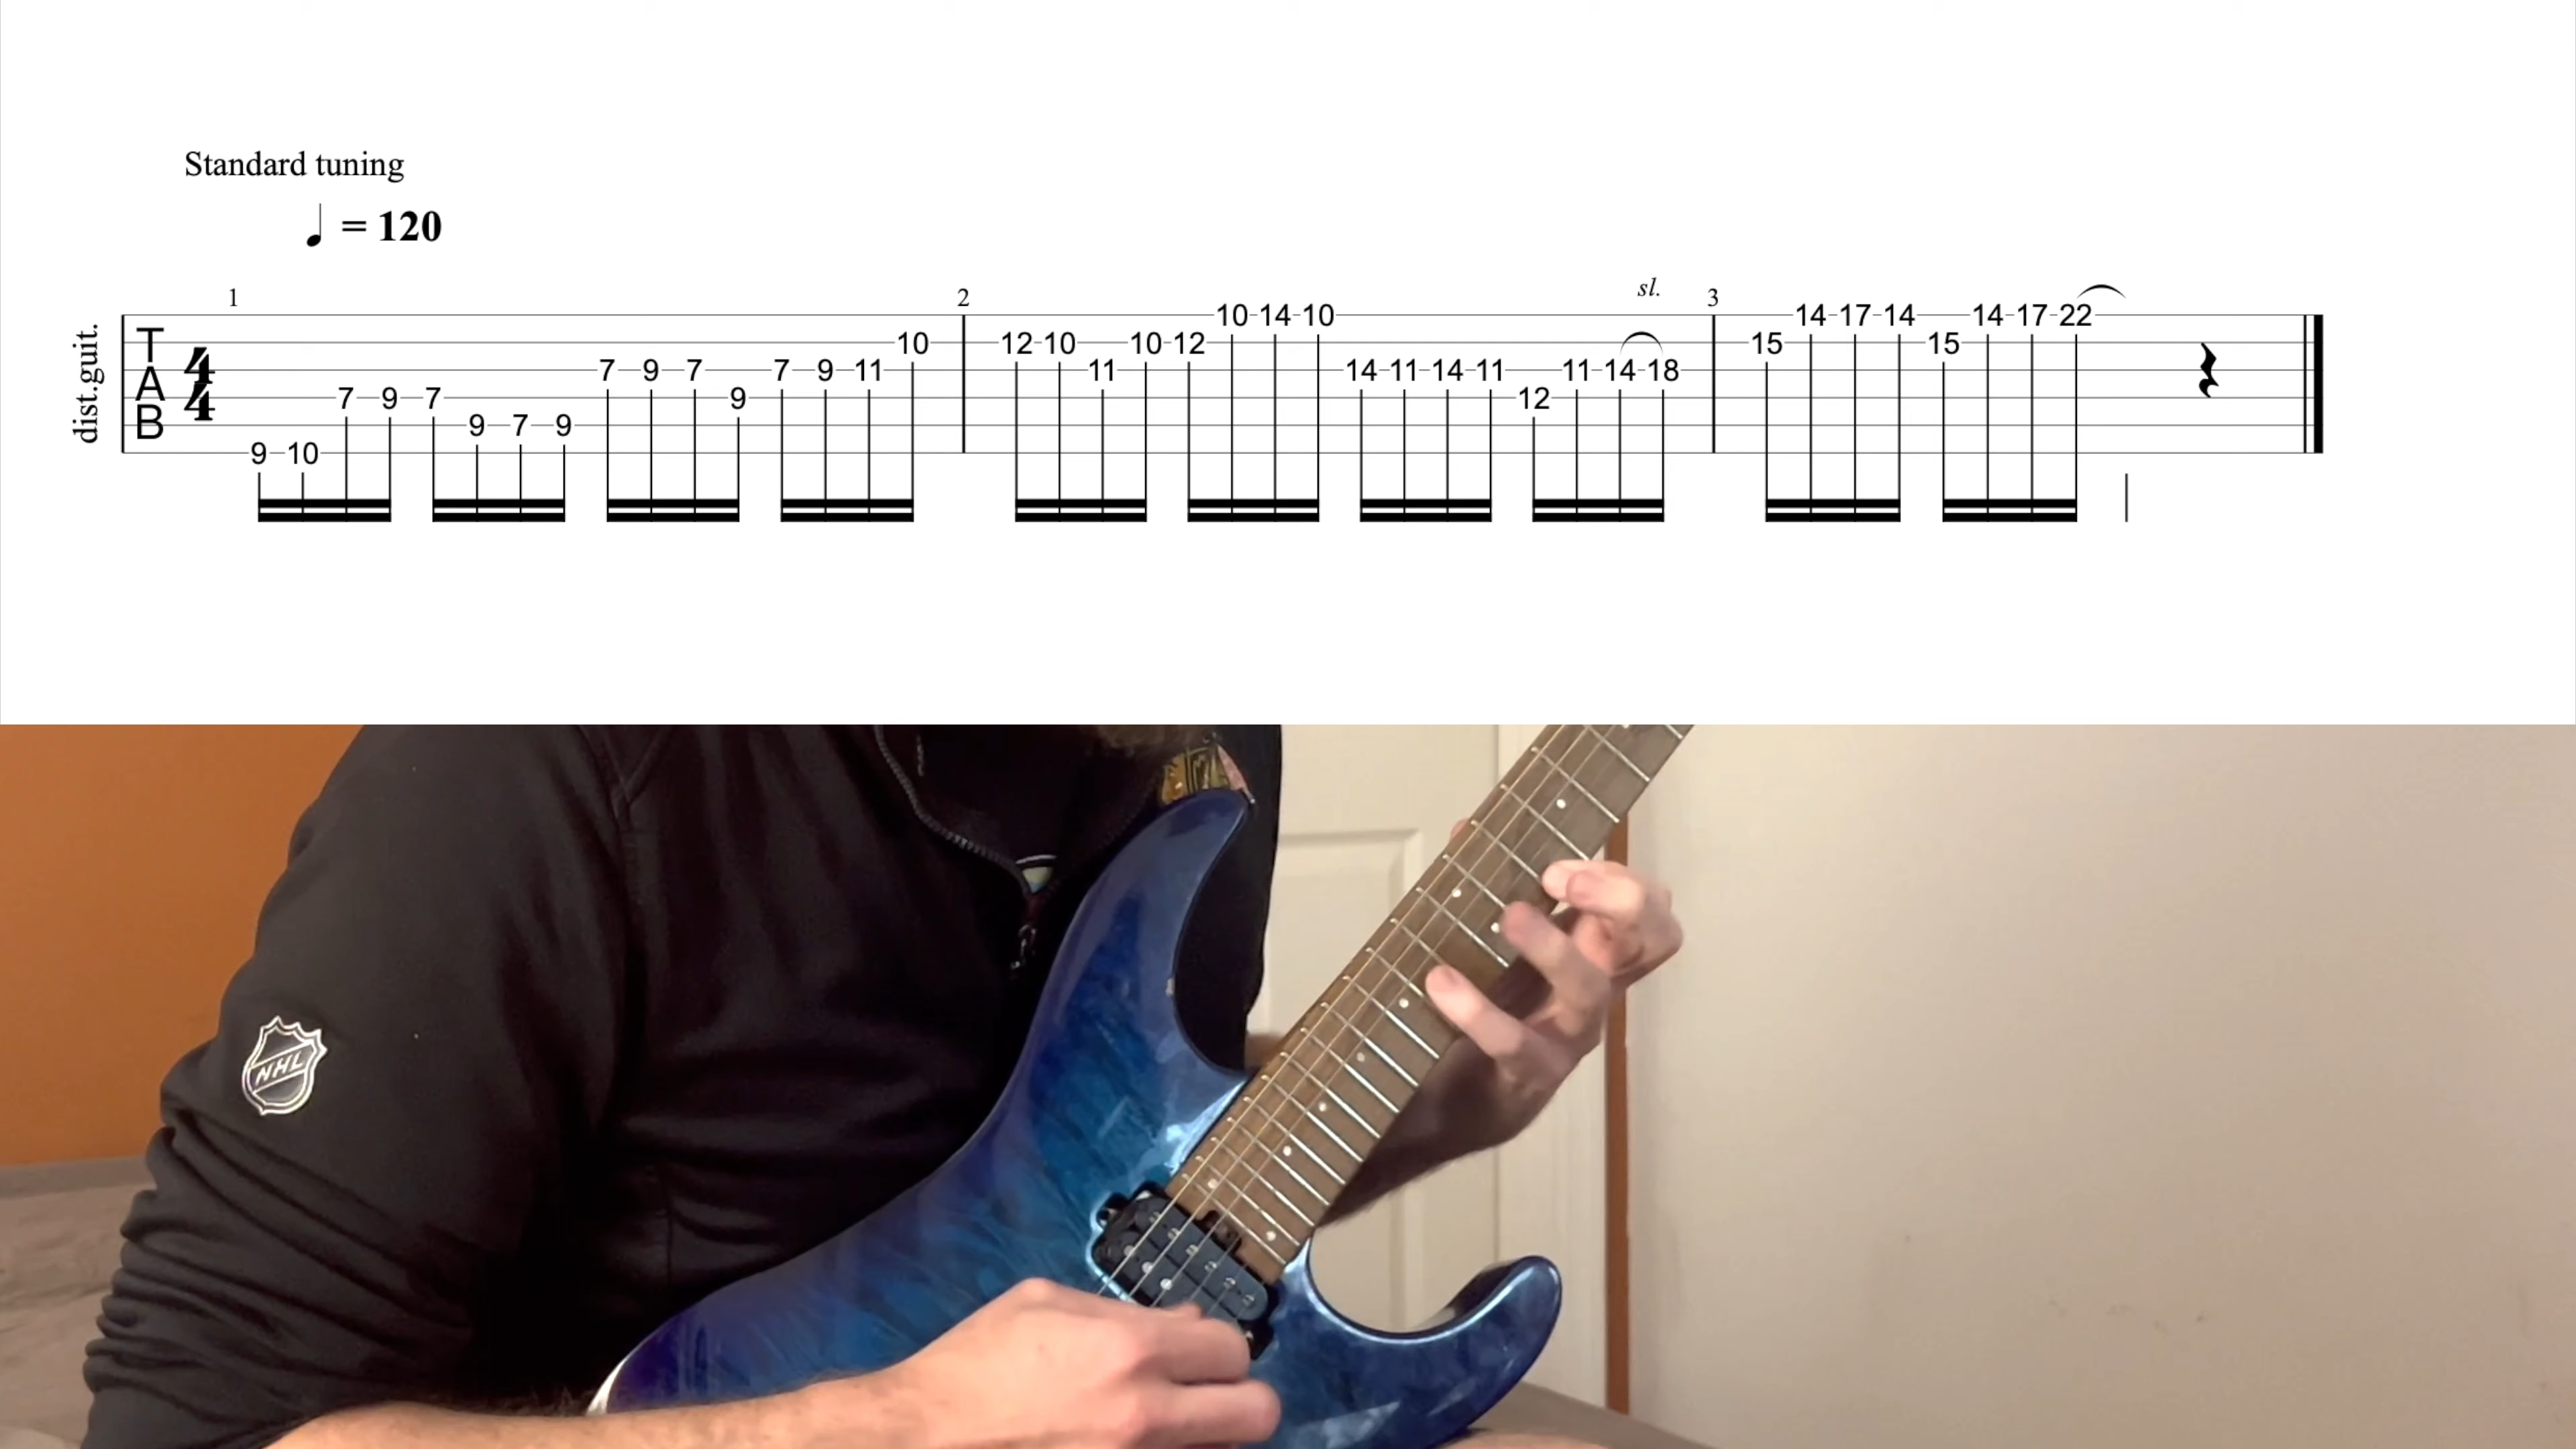 Standard tuning
= 120
sl.
1 2 3
dist.guit.
T
A
B
4
4
10-14-10 14-17-14 14-17-22
10 12-10 10-12 15 15
7-9-7 7-9-11 11 14-11-14-11 11-14-18
7-9-7 9 12
9-7-9
9-10
NHL